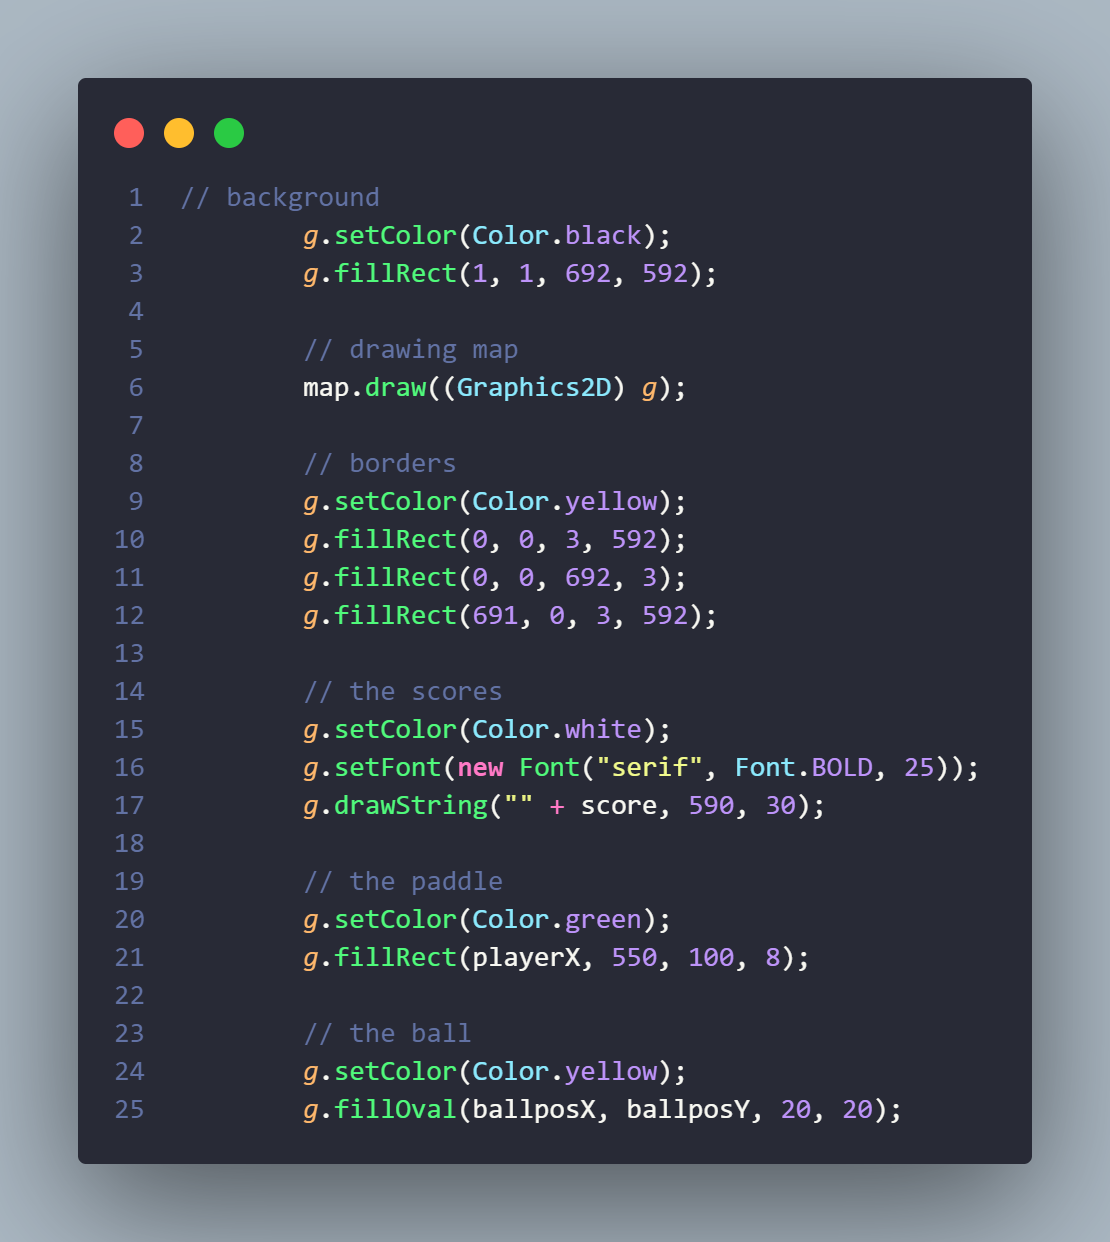 1 // background
2         g.setColor(Color.black);
3         g.fillRect(1, 1, 692, 592);
4
5         // drawing map
6         map.draw((Graphics2D) g);
7
8         // borders
9         g.setColor(Color.yellow);
10         g.fillRect(0, 0, 3, 592);
11         g.fillRect(0, 0, 692, 3);
12         g.fillRect(691, 0, 3, 592);
13
14         // the scores
15         g.setColor(Color.white);
16         g.setFont(new Font("serif", Font.BOLD, 25));
17         g.drawString("" + score, 590, 30);
18
19         // the paddle
20         g.setColor(Color.green);
21         g.fillRect(playerX, 550, 100, 8);
22
23         // the ball
24         g.setColor(Color.yellow);
25         g.fillOval(ballposX, ballposY, 20, 20);